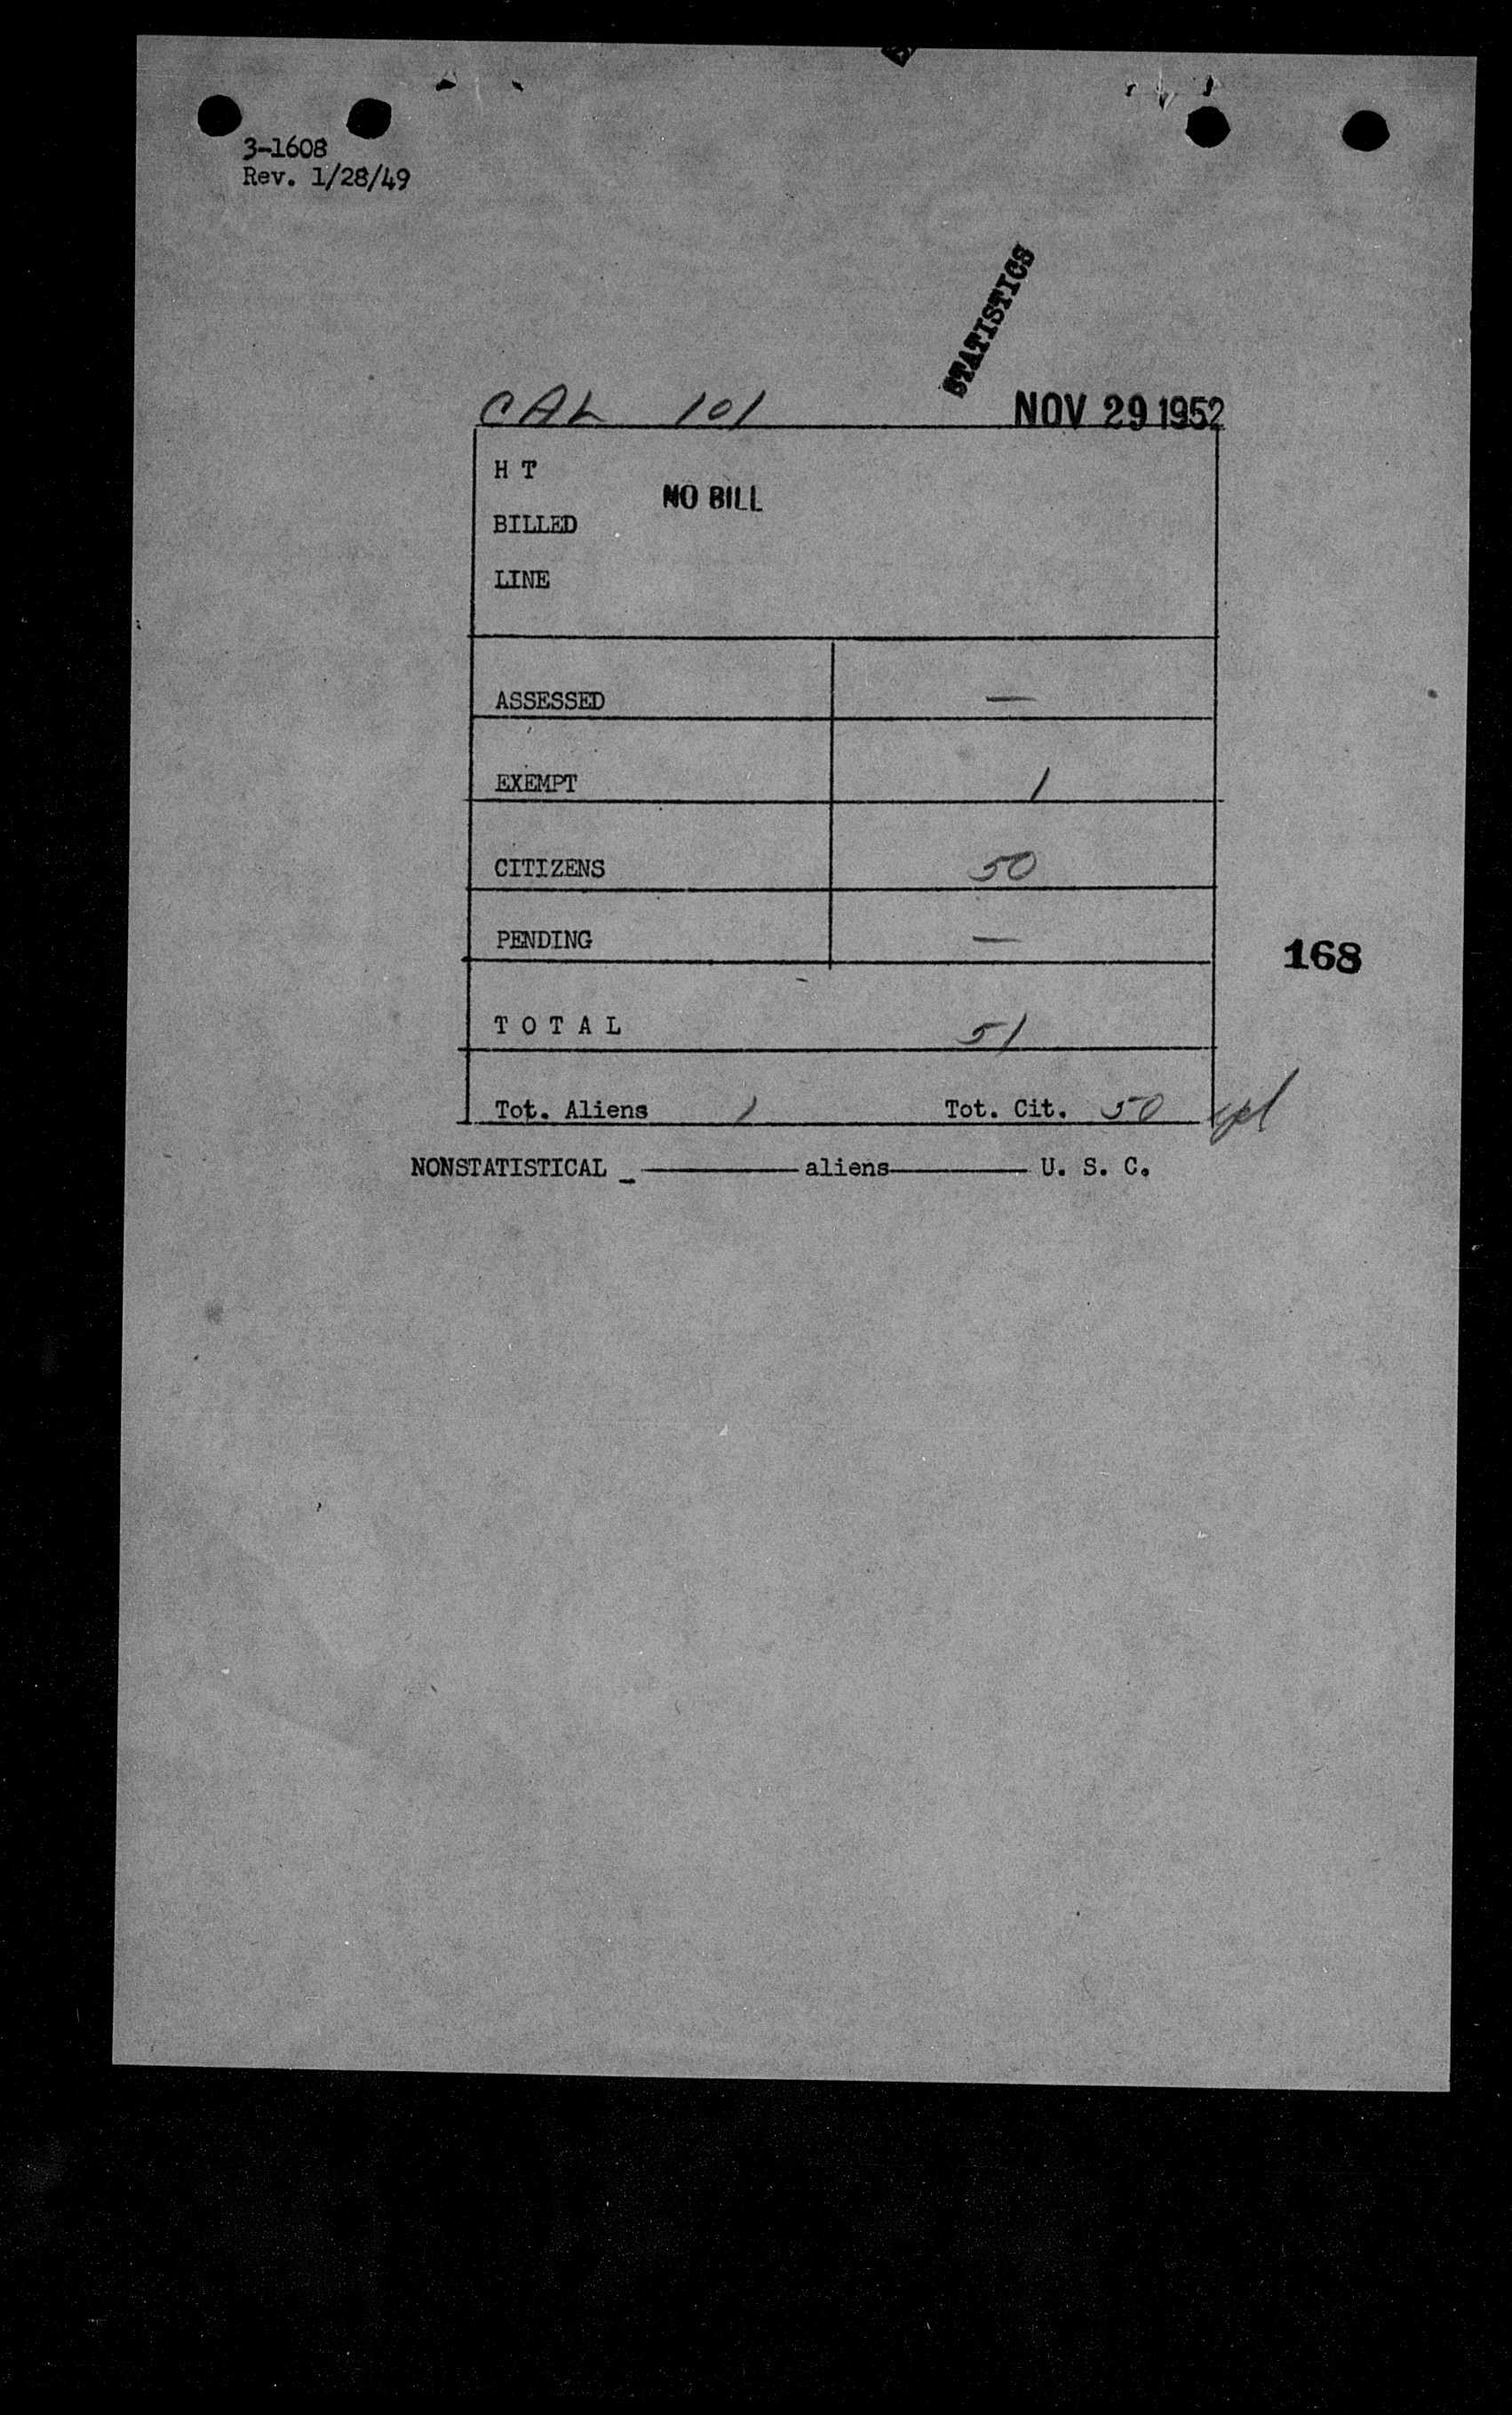 3-1608
Rev. 1/28/49
STATISTICS
CAL 101 NOV 29 1952
H T
NO BILL
BILLED
LINE
ASSESSED —
EXEMPT 1
CITIZENS 50
PENDING —
168
T O T A L 51
Tot. Aliens 1 Tot. Cit. 50
NONSTATISTICAL _ ——— aliens ——— U. S. C.